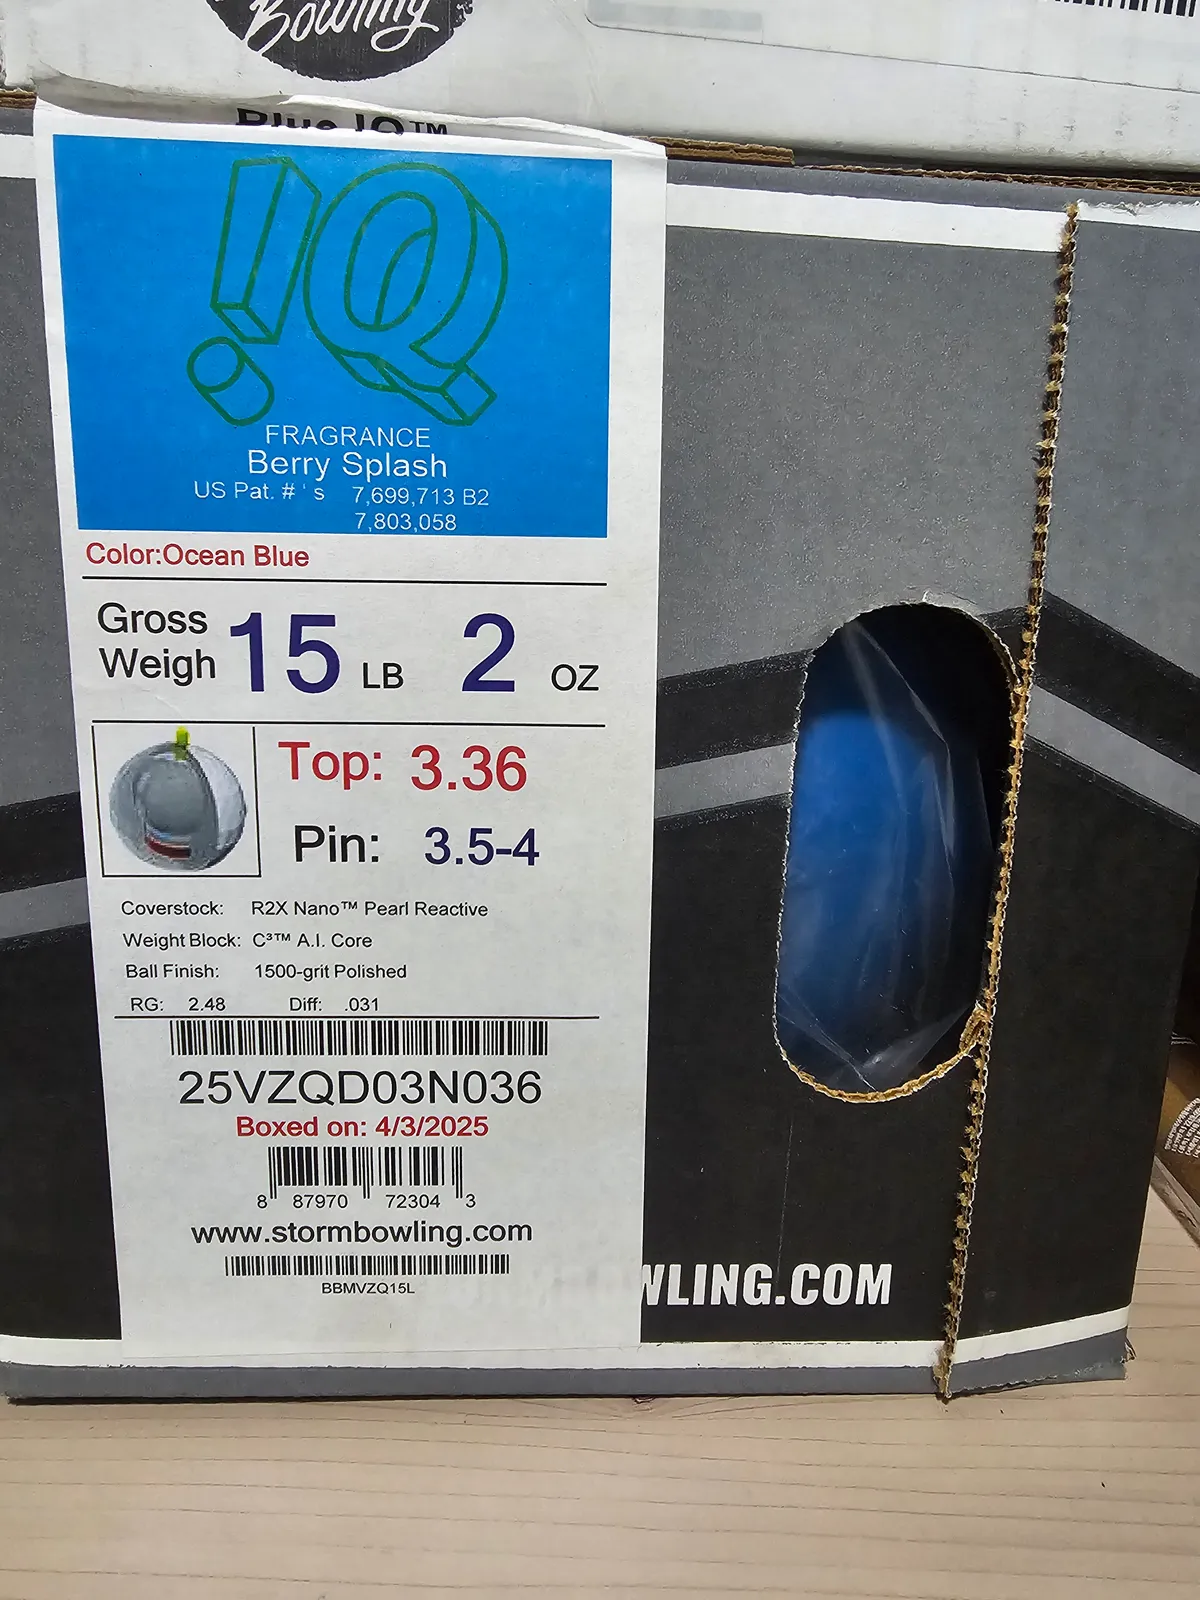 Bowling
Blue IQ™
!Q
FRAGRANCE
Berry Splash
US Pat. # ' s 7,699,713 B2
7,803,058
Color:Ocean Blue
Gross
Weigh 15 LB 2 OZ
Top: 3.36
Pin: 3.5-4
Coverstock: R2X Nano™ Pearl Reactive
Weight Block: C³™ A.I. Core
Ball Finish: 1500-grit Polished
RG: 2.48 Diff: .031
25VZQD03N036
Boxed on: 4/3/2025
8 87970 72304 3
www.stormbowling.com
BBMVZQ15L
WLING.COM